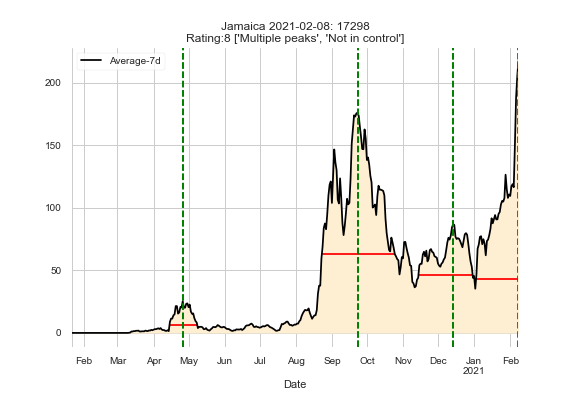 Jamaica 2021-02-08: 17298
Rating:8 ['Multiple peaks', 'Not in control']
Average-7d
200
150
100
50
0
Feb Mar Apr May Jun Jul Aug Sep Oct Nov Dec Jan Feb
2021
Date